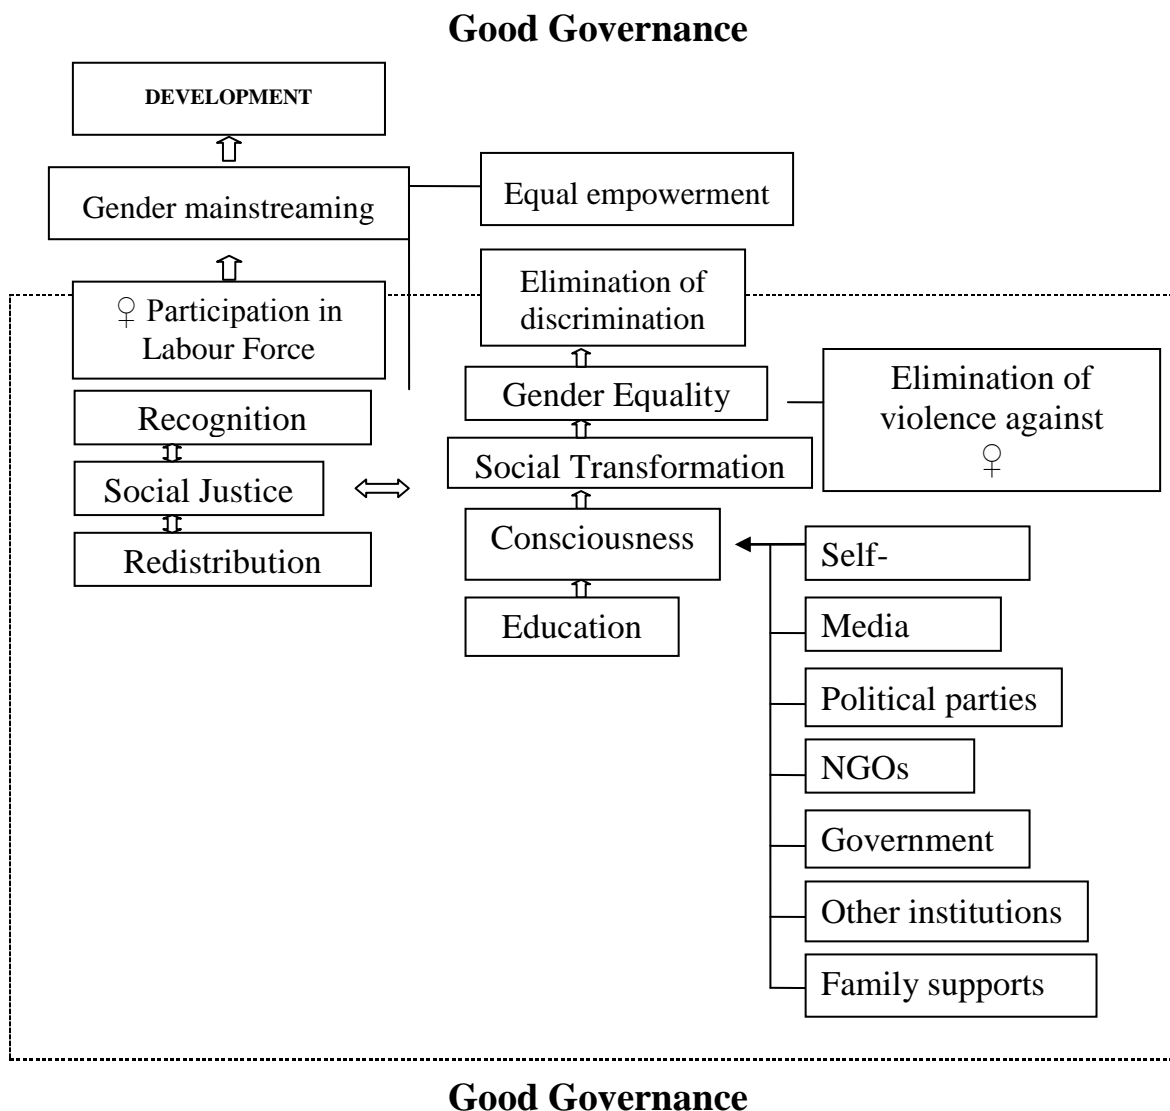 Good Governance
DEVELOPMENT
Gender mainstreaming
Equal empowerment
♀ Participation in
Labour Force
Elimination of
discrimination
Elimination of
violence against
♀
Recognition
Gender Equality
Social Justice
Social Transformation
Redistribution
Consciousness
Education
Self-
Media
Political parties
NGOs
Government
Other institutions
Family supports
Good Governance